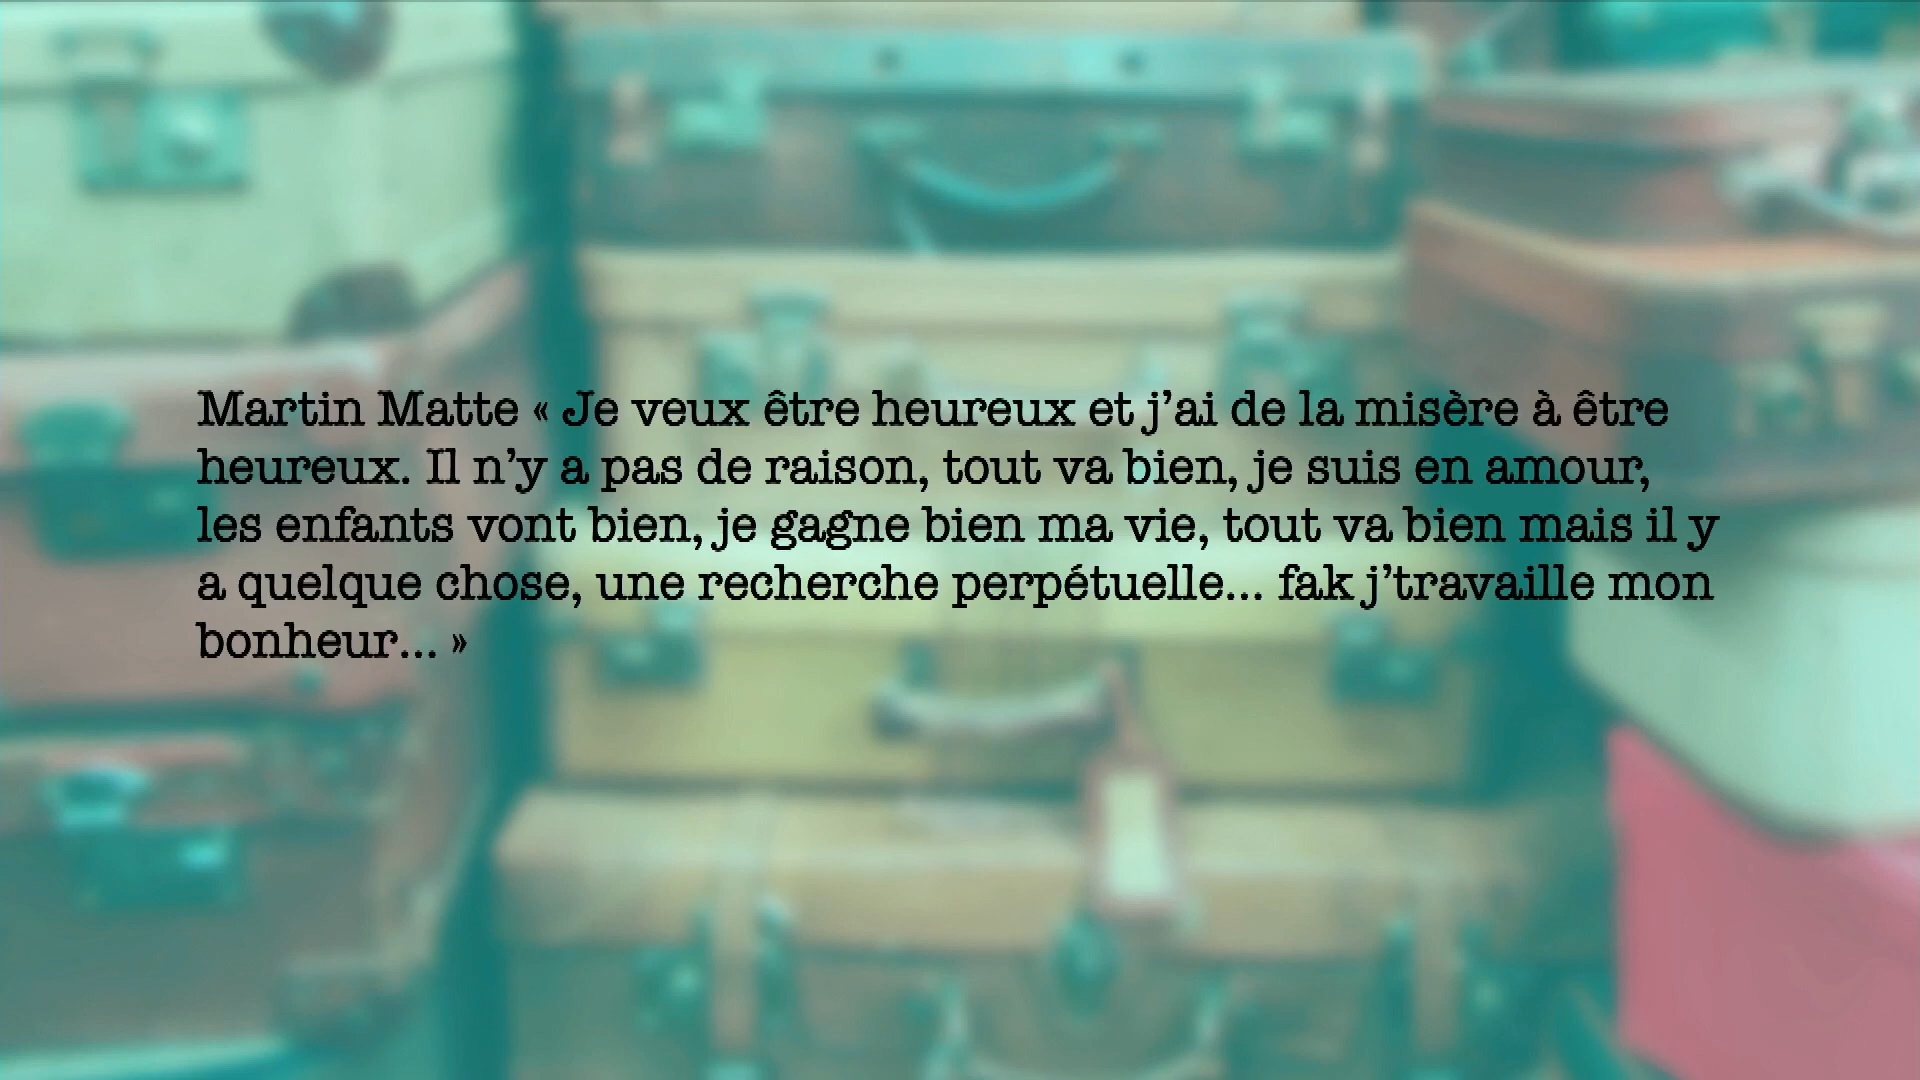 Martin Matte « Je veux être heureux et j’ai de la misère à être
heureux. Il n’y a pas de raison, tout va bien, je suis en amour,
les enfants vont bien, je gagne bien ma vie, tout va bien mais il y
a quelque chose, une recherche perpétuelle... fak j’travaille mon
bonheur... »